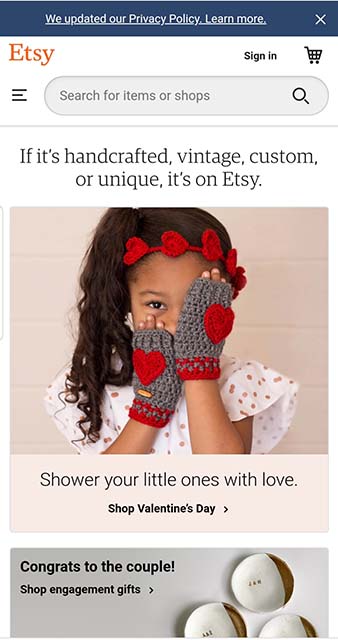 We updated our Privacy Policy. Learn more.
Etsy
Sign in
Search for items or shops
If it's handcrafted, vintage, custom,
or unique, it's on Etsy.
Shower your little ones with love.
Shop Valentine's Day
Congrats to the couple!
Shop engagement gifts